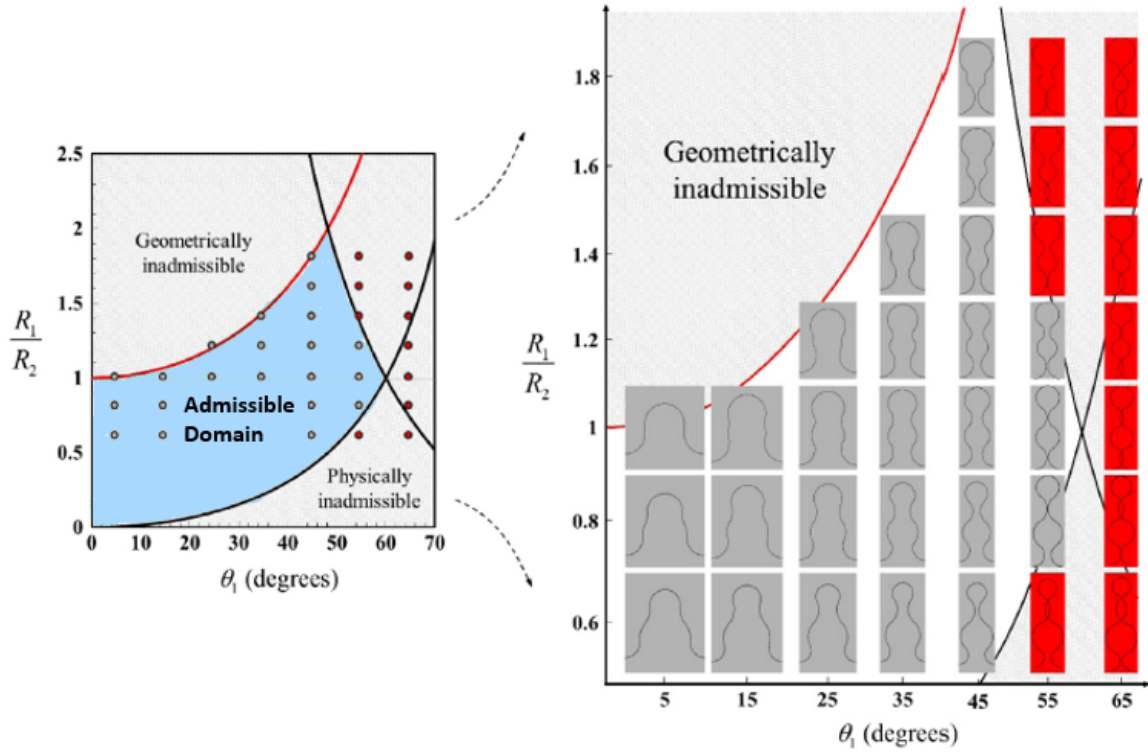 2.5
2
1.5
1
0.5
0
R₁
R₂
Geometrically
inadmissible
Admissible
Domain
Physically
inadmissible
0 10 20 30 40 50 60 70
θ₁ (degrees)
1.8
1.6
1.4
1.2
1
0.8
0.6
R₁
R₂
Geometrically
inadmissible
5 15 25 35 45 55 65
θ₁ (degrees)